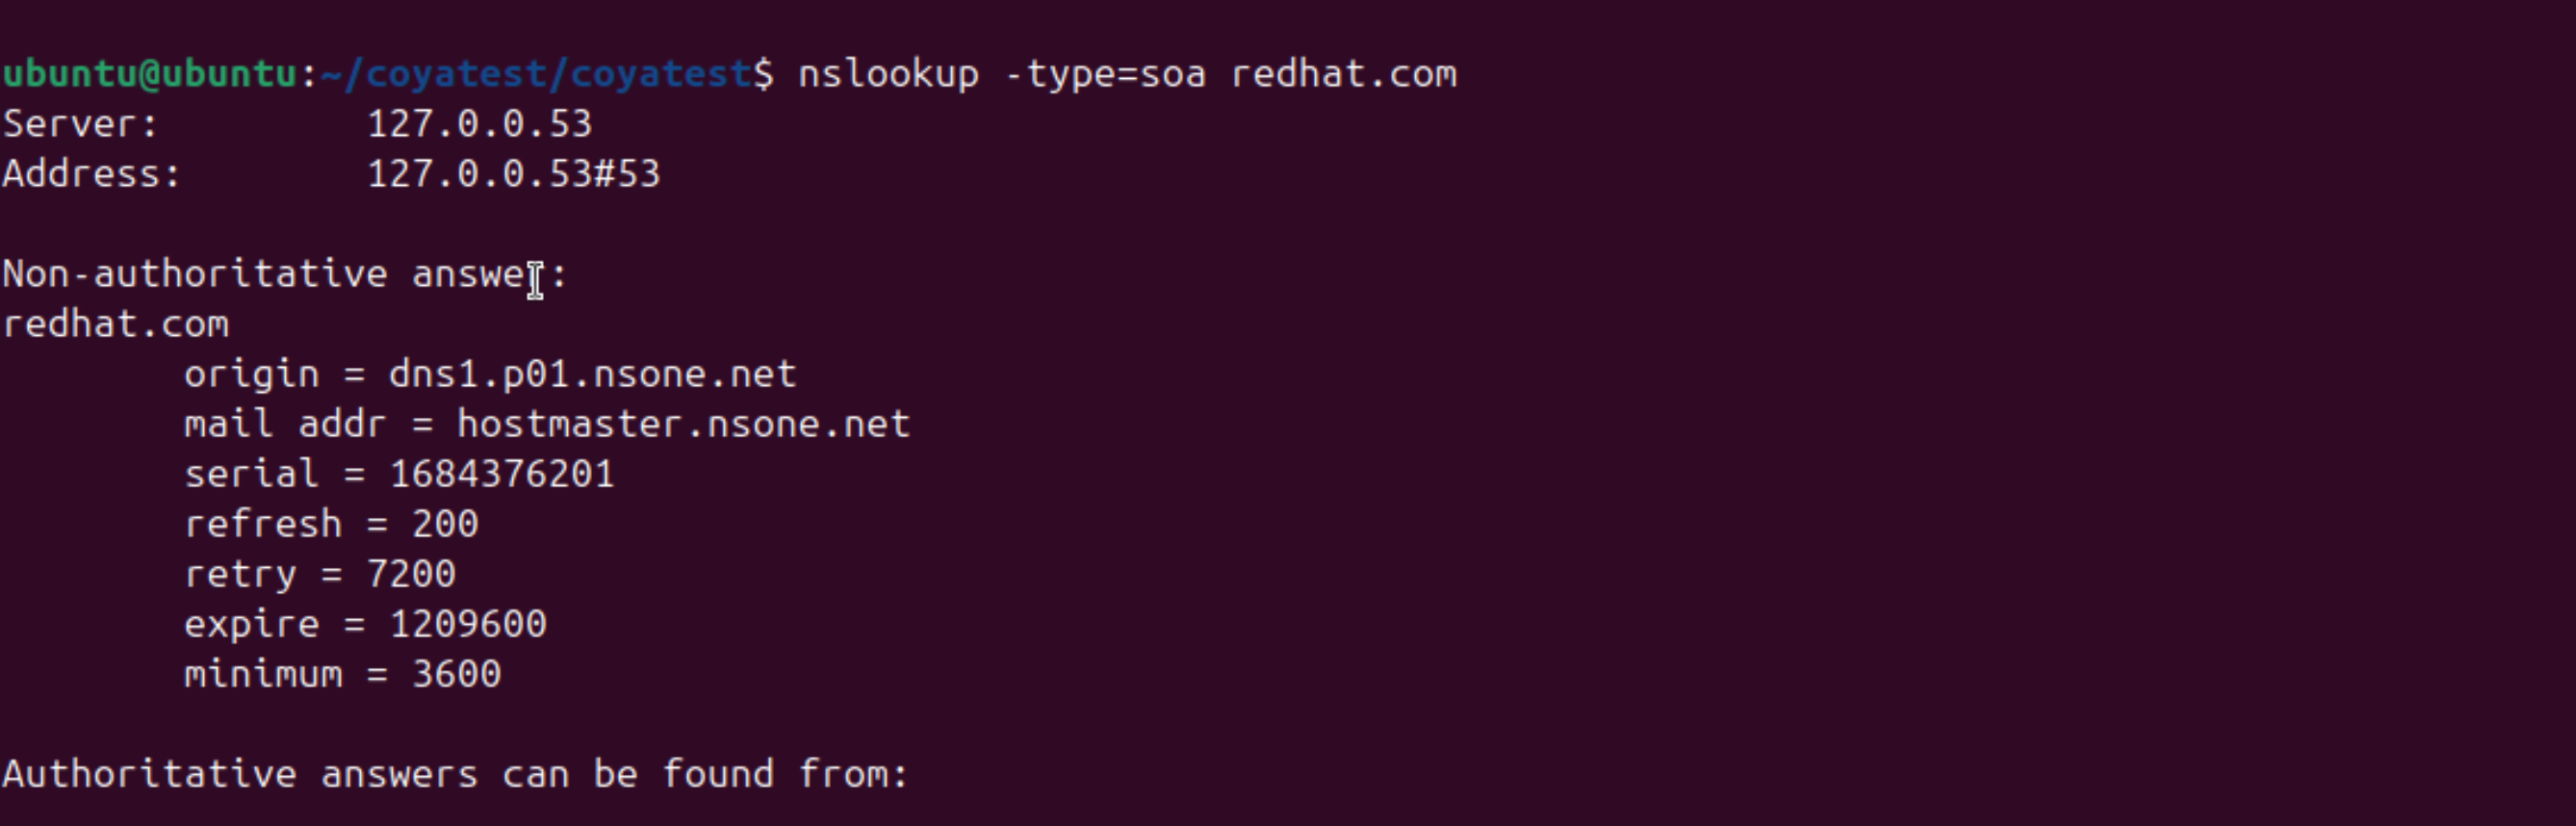 ubuntu@ubuntu:~/coyatest/coyatest$ nslookup -type=soa redhat.com
Server:         127.0.0.53
Address:        127.0.0.53#53
Non-authoritative answer:
redhat.com
        origin = dns1.p01.nsone.net
        mail addr = hostmaster.nsone.net
        serial = 1684376201
        refresh = 200
        retry = 7200
        expire = 1209600
        minimum = 3600
Authoritative answers can be found from: